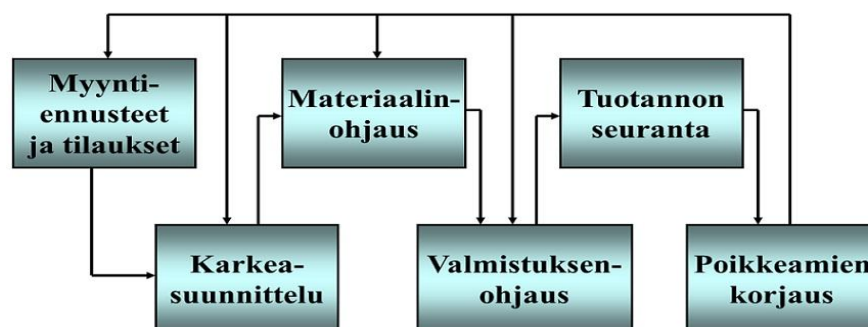 Myynti-
ennusteet
ja tilaukset
Karkea-
suunnittelu
Materiaalin-
ohjaus
Valmistuksen-
ohjaus
Tuotannon
seuranta
Poikkeamien
korjaus